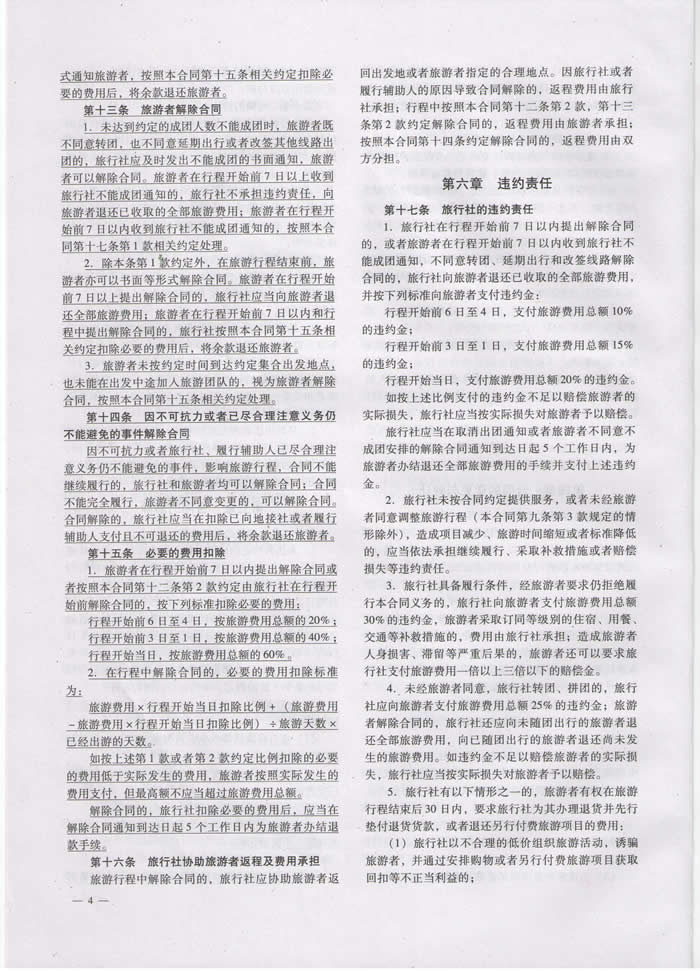 式通知旅游者，按照本合同第十五条相关约定扣除必
要的费用后，将余款退还旅游者。
第十三条　旅游者解除合同
1．未达到约定的成团人数不能成团时，旅游者既
不同意转团，也不同意延期出行或者改签其他线路出
团的，旅行社应及时发出不能成团的书面通知，旅游
者可以解除合同。旅游者在行程开始前 7 日以上收到
旅行社不能成团通知的，旅行社不承担违约责任，向
旅游者退还已收取的全部旅游费用；旅游者在行程开
始前 7 日以内收到旅行社不能成团通知的，按照本合
同第十七条第 1 款相关约定处理。
2．除本条第 1 款约定外，在旅游行程结束前，旅
游者亦可以书面等形式解除合同。旅游者在行程开始
前 7 日以上提出解除合同的，旅行社应当向旅游者退
还全部旅游费用；旅游者在行程开始前 7 日以内和行
程中提出解除合同的，旅行社按照本合同第十五条相
关约定扣除必要的费用后，将余款退还旅游者。
3．旅游者未按约定时间到达约定集合出发地点，
也未能在出发中途加入旅游团队的，视为旅游者解除
合同，按照本合同第十五条相关约定处理。
第十四条　因不可抗力或者已尽合理注意义务仍
不能避免的事件解除合同
因不可抗力或者旅行社、履行辅助人已尽合理注
意义务仍不能避免的事件，影响旅游行程，合同不能
继续履行的，旅行社和旅游者均可以解除合同；合同
不能完全履行，旅游者不同意变更的，可以解除合同。
合同解除的，旅行社应当在扣除已向地接社或者履行
辅助人支付且不可退还的费用后，将余款退还旅游者。
第十五条　必要的费用扣除
1．旅游者在行程开始前 7 日以内提出解除合同或
者按照本合同第十二条第 2 款约定由旅行社在行程开
始前解除合同的，按下列标准扣除必要的费用：
行程开始前 6 日至 4 日，按旅游费用总额的 20%；
行程开始前 3 日至 1 日，按旅游费用总额的 40%；
行程开始当日，按旅游费用总额的 60%。
2．在行程中解除合同的，必要的费用扣除标准
为：
旅游费用×行程开始当日扣除比例＋（旅游费用
－旅游费用×行程开始当日扣除比例）÷旅游天数×
已经出游的天数。
如按上述第 1 款或者第 2 款约定比例扣除的必要
的费用低于实际发生的费用，旅游者按照实际发生的
费用支付，但最高额不应当超过旅游费用总额。
解除合同的，旅行社扣除必要的费用后，应当在
解除合同通知到达日起 5 个工作日内为旅游者办结退
款手续。
第十六条　旅行社协助旅游者返程及费用承担
旅游行程中解除合同的，旅行社应协助旅游者返
— 4 —
回出发地或者旅游者指定的合理地点。因旅行社或者
履行辅助人的原因导致合同解除的，返程费用由旅行
社承担；行程中按照本合同第十二条第 2 款，第十三
条第 2 款约定解除合同的，返程费用由旅游者承担；
按照本合同第十四条约定解除合同的，返程费用由双
方分担。
第六章　违约责任
第十七条　旅行社的违约责任
1．旅行社在行程开始前 7 日以内提出解除合同
的，或者旅游者在行程开始前 7 日以内收到旅行社不
能成团通知，不同意转团、延期出行和改签线路解除
合同的，旅行社向旅游者退还已收取的全部旅游费用，
并按下列标准向旅游者支付违约金：
行程开始前 6 日至 4 日，支付旅游费用总额 10%
的违约金；
行程开始前 3 日至 1 日，支付旅游费用总额 15%
的违约金；
行程开始当日，支付旅游费用总额 20% 的违约金。
如按上述比例支付的违约金不足以赔偿旅游者的
实际损失，旅行社应当按实际损失对旅游者予以赔偿。
旅行社应当在取消出团通知或者旅游者不同意不
成团安排的解除合同通知到达日起 5 个工作日内，为
旅游者办结退还全部旅游费用的手续并支付上述违约
金。
2．旅行社未按合同约定提供服务，或者未经旅游
者同意调整旅游行程（本合同第九条第 3 款规定的情
形除外），造成项目减少、旅游时间缩短或者标准降低
的，应当依法承担继续履行、采取补救措施或者赔偿
损失等违约责任。
3．旅行社具备履行条件，经旅游者要求仍拒绝履
行本合同义务的，旅行社向旅游者支付旅游费用总额
30% 的违约金，旅游者采取订同等级别的住宿、用餐、
交通等补救措施的，费用由旅行社承担；造成旅游者
人身损害、滞留等严重后果的，旅游者还可以要求旅
行社支付旅游费用一倍以上三倍以下的赔偿金。
4．未经旅游者同意，旅行社转团、拼团的，旅行
社应向旅游者支付旅游费用总额 25% 的违约金；旅游
者解除合同的，旅行社还应向未随团出行的旅游者退
还全部旅游费用，向已随团出行的旅游者退还尚未发
生的旅游费用。如违约金不足以赔偿旅游者的实际损
失，旅行社应当按实际损失对旅游者予以赔偿。
5．旅行社有以下情形之一的，旅游者有权在旅游
行程结束后 30 日内，要求旅行社为其办理退货并先行
垫付退货货款，或者退还另行付费旅游项目的费用：
（1）旅行社以不合理的低价组织旅游活动，诱骗
旅游者，并通过安排购物或者另行付费旅游项目获取
回扣等不正当利益的；